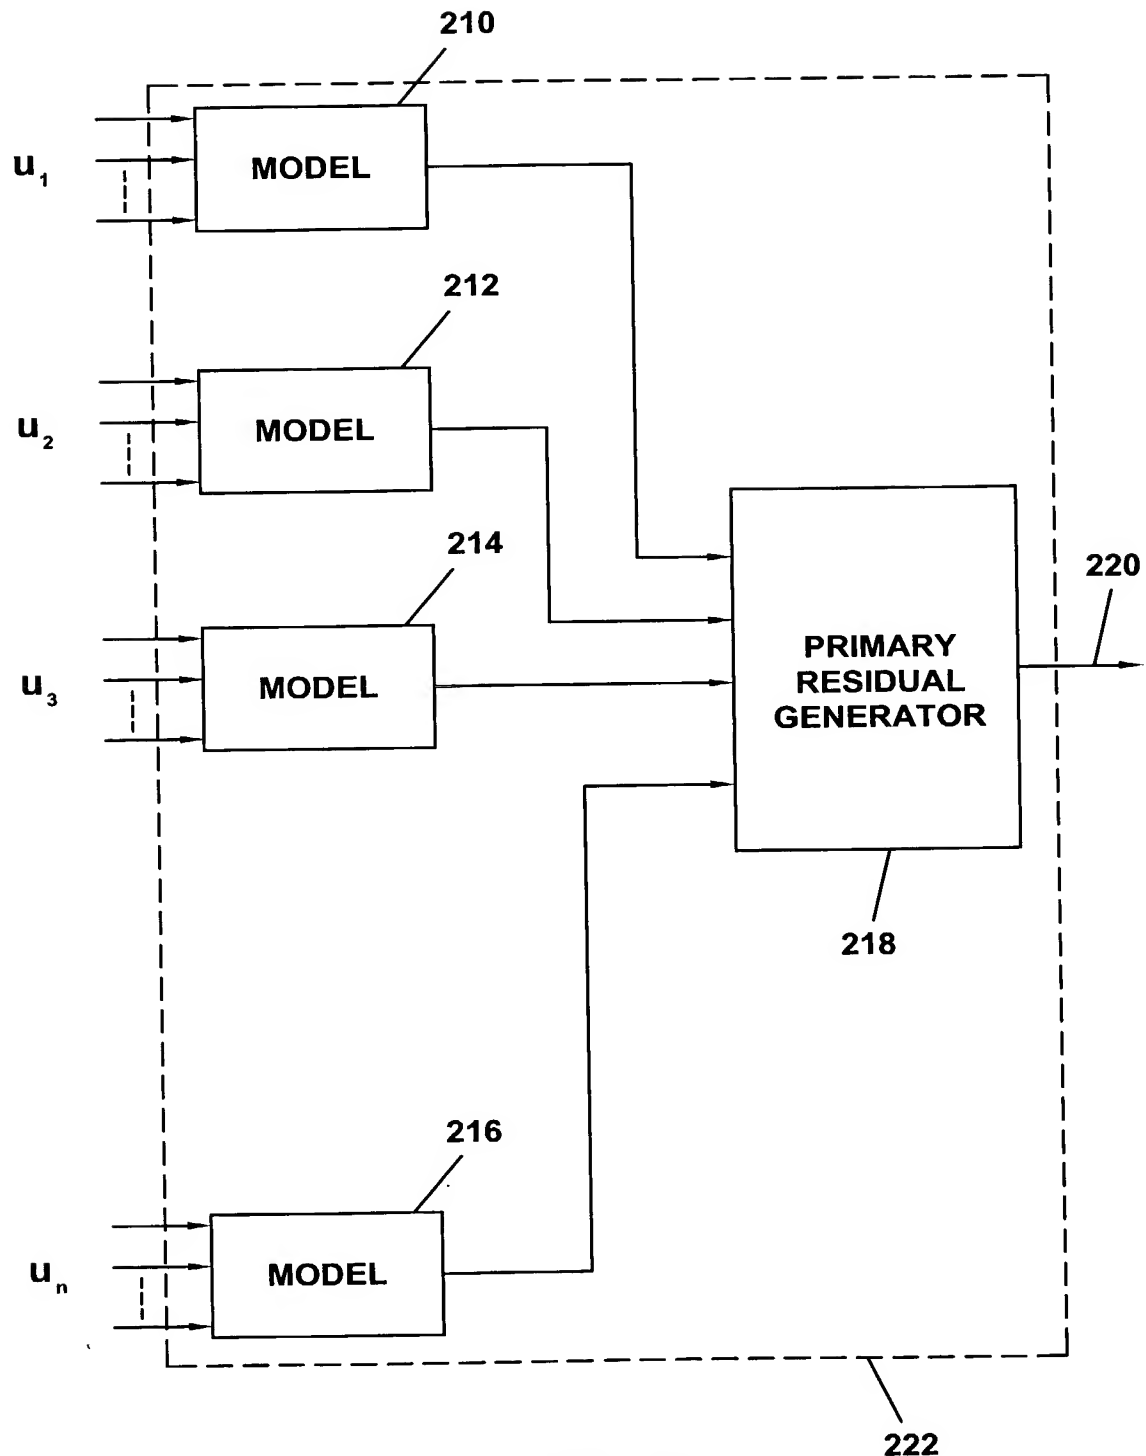 210
MODEL
u1
212
MODEL
u2
214
MODEL
u3
PRIMARY
RESIDUAL
GENERATOR
220
218
216
MODEL
un
222